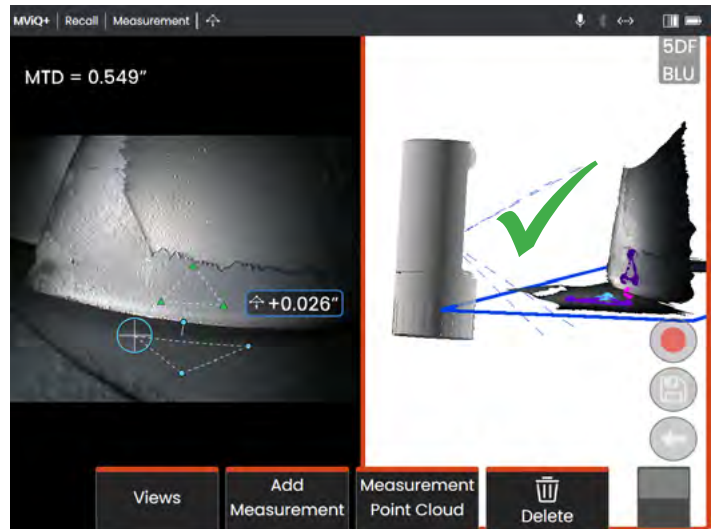 MViQ+ | Recall | Measurement |
MTD = 0.549"
5DF
BLU
+0.026"
Views
Add
Measurement
Measurement
Point Cloud
Delete